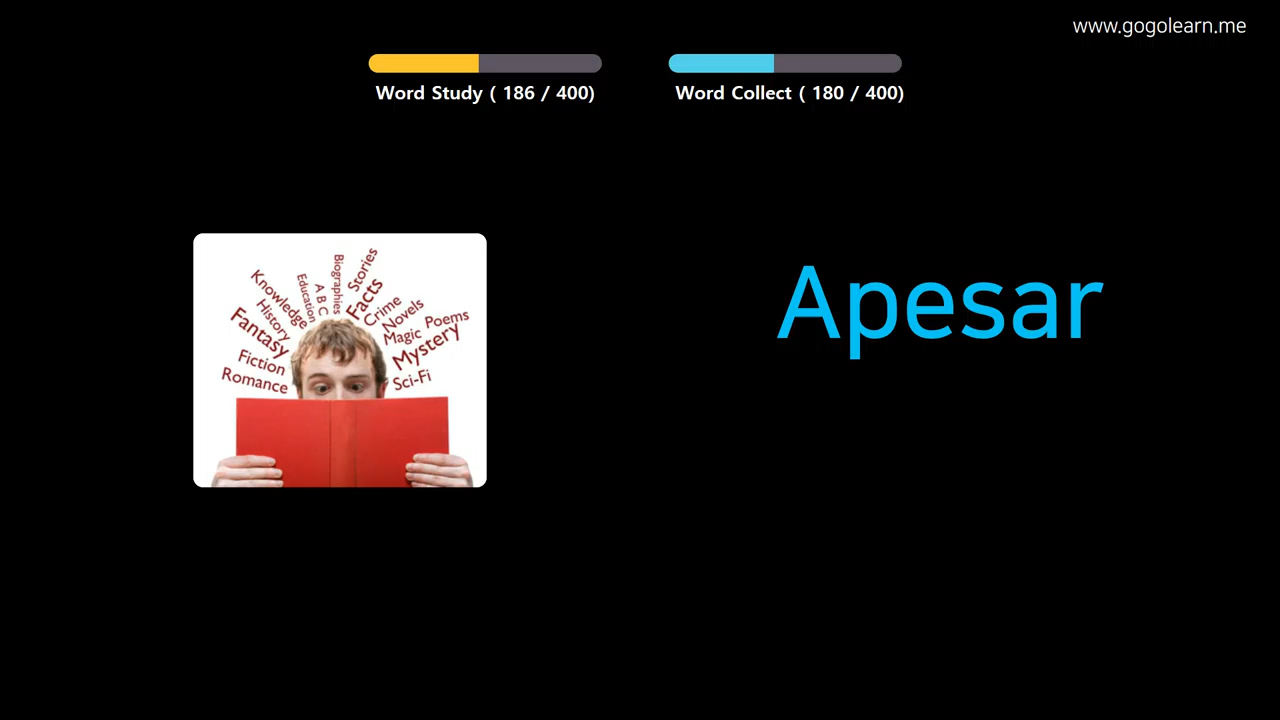 www.gogolearn.me
Word Study ( 186 / 400)
Word Collect ( 180 / 400)
Apesar
Stories
Biographies
Facts
Knowledge
Education
A B C
Crime
History
Novels
Fantasy
Poems
Magic
Mystery
Fiction
Romance
Sci-Fi